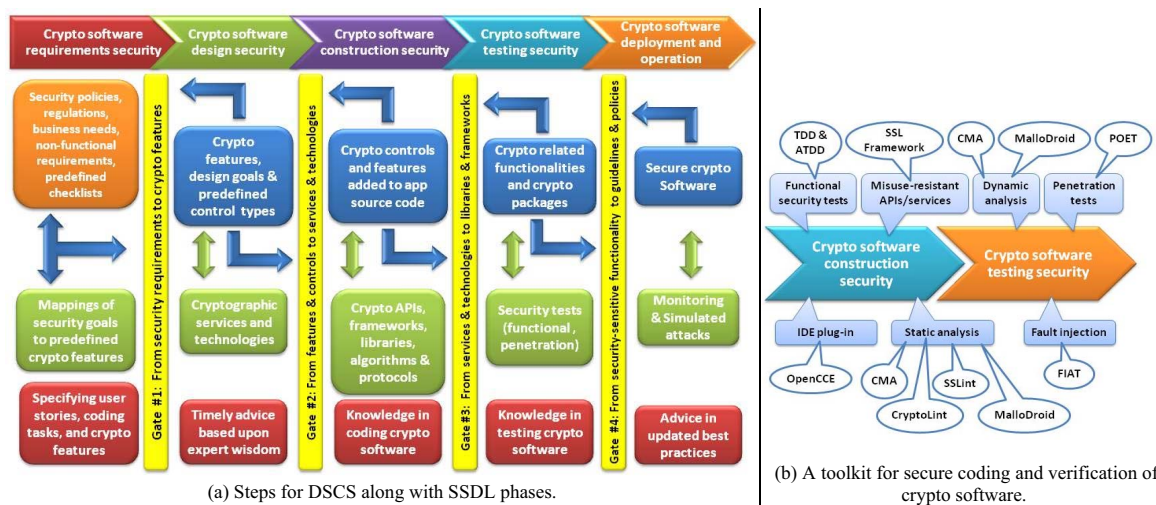 Crypto software
requirements security
Crypto software
design security
Crypto software
construction security
Crypto software
testing security
Crypto software
deployment and
operation
Security policies,
regulations,
business needs,
non-functional
requirements,
predefined
checklists
Mappings of
security goals
to predefined
crypto features
Specifying user
stories, coding
tasks, and crypto
features
Gate #1: From security requirements to crypto features
Crypto
features,
design goals &
predefined
control types
Cryptographic
services and
technologies
Timely advice
based upon
expert wisdom
Gate #2: From features & controls to services & technologies
Crypto controls
and features
added to app
source code
Crypto APIs,
frameworks,
libraries,
algorithms &
protocols
Knowledge in
coding crypto
software
Gate #3: From services & technologies to libraries & frameworks
Crypto related
functionalities
and crypto
packages
Security tests
(functional ,
penetration)
Knowledge in
testing crypto
software
Gate #4: From security-sensitive functionality to guidelines & policies
Secure crypto
Software
Monitoring
& Simulated
attacks
Advice in
updated best
practices
(a) Steps for DSCS along with SSDL phases.
TDD &
ATDD
SSL
Framework
CMA
MalloDroid
POET
Functional
security tests
Misuse-resistant
APIs/services
Dynamic
analysis
Penetration
tests
Crypto software
construction
security
Crypto software
testing security
IDE plug-in
Static analysis
Fault injection
OpenCCE
CMA
SSLint
FIAT
CryptoLint
MalloDroid
(b) A toolkit for secure coding and verification of
crypto software.